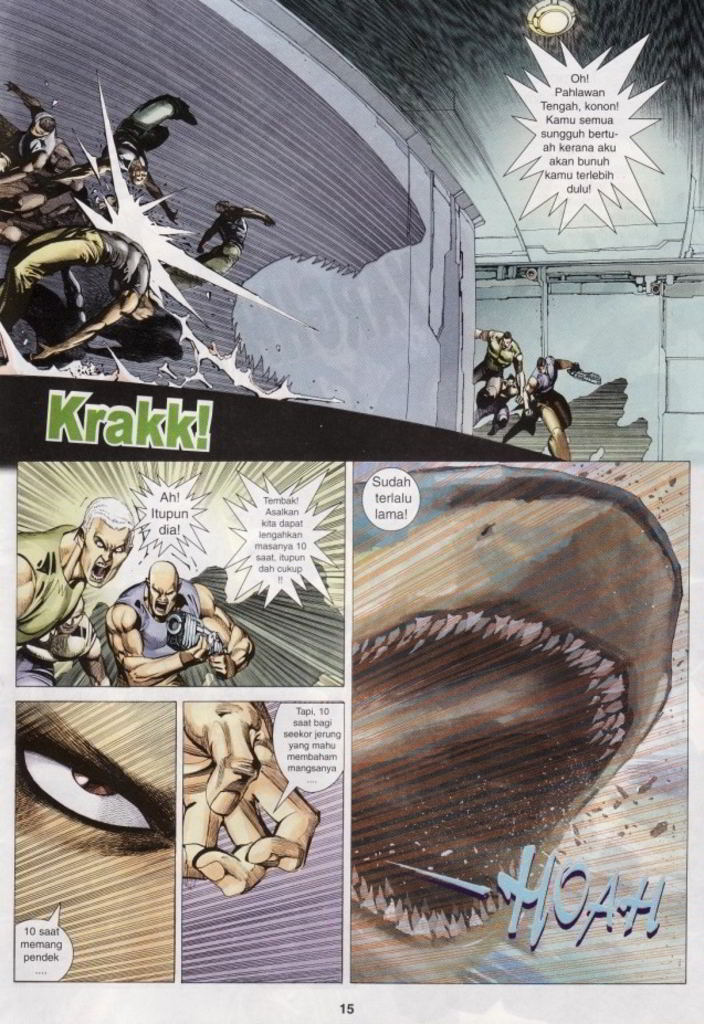 Oh!
Pahlawan
Tengah, konon!
Kamu semua
sungguh bertu-
ah kerana aku
akan bunuh
kamu terlebih
dulu!
Krakk!
Ah!
Itupun
dia!
Tembak!
Asalkan
kita dapat
lengahkan
masanya 10
saat, itupun
dah cukup
!!
Sudah
terlalu
lama!
10 saat
memang
pendek
....
Tapi, 10
saat bagi
seekor jerung
yang mahu
membaham
mangsanya
....
HOAH
15